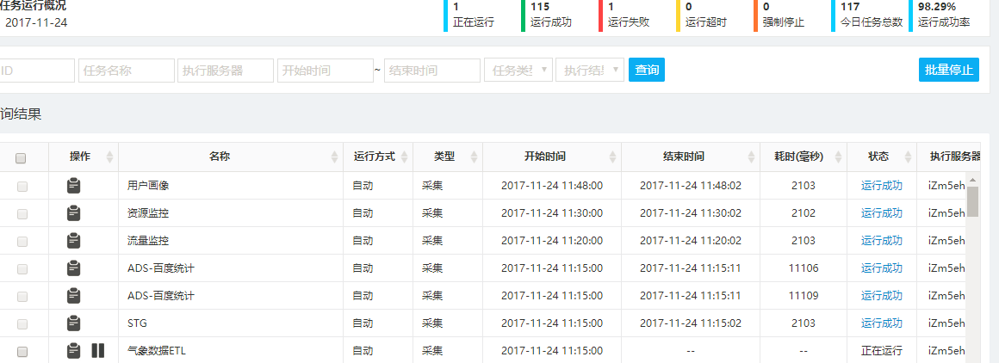 任务运行概况
2017-11-24
1 115 1 0 0 117 98.29%
正在运行 运行成功 运行失败 运行超时 强制停止 今日任务总数 运行成功率
ID 任务名称 执行服务器 开始时间 ~ 结束时间 任务类 执行结 查询 批量停止
询结果
操作 名称 运行方式 类型 开始时间 结束时间 耗时(毫秒) 状态 执行服务器
用户画像 自动 采集 2017-11-24 11:48:00 2017-11-24 11:48:02 2103 运行成功 iZm5eh
资源监控 自动 采集 2017-11-24 11:30:00 2017-11-24 11:30:02 2102 运行成功 iZm5eh
流量监控 自动 采集 2017-11-24 11:20:00 2017-11-24 11:20:02 2103 运行成功 iZm5eh
ADS-百度统计 自动 采集 2017-11-24 11:15:00 2017-11-24 11:15:11 11106 运行成功 iZm5eh
ADS-百度统计 自动 采集 2017-11-24 11:15:00 2017-11-24 11:15:11 11109 运行成功 iZm5eh
STG 自动 采集 2017-11-24 11:15:00 2017-11-24 11:15:02 2103 运行成功 iZm5eh
气象数据ETL 自动 采集 2017-11-24 11:15:00 -- -- 正在运行 iZm5eh